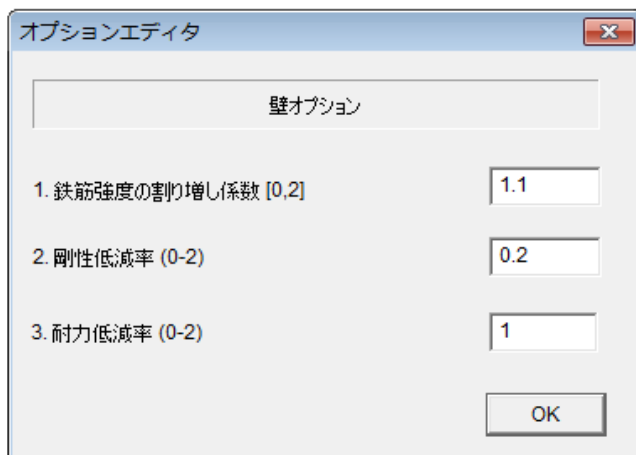 オプションエディタ
壁オプション
1. 鉄筋強度の割り増し係数 [0,2]
1.1
2. 剛性低減率 (0-2)
0.2
3. 耐力低減率 (0-2)
1
OK